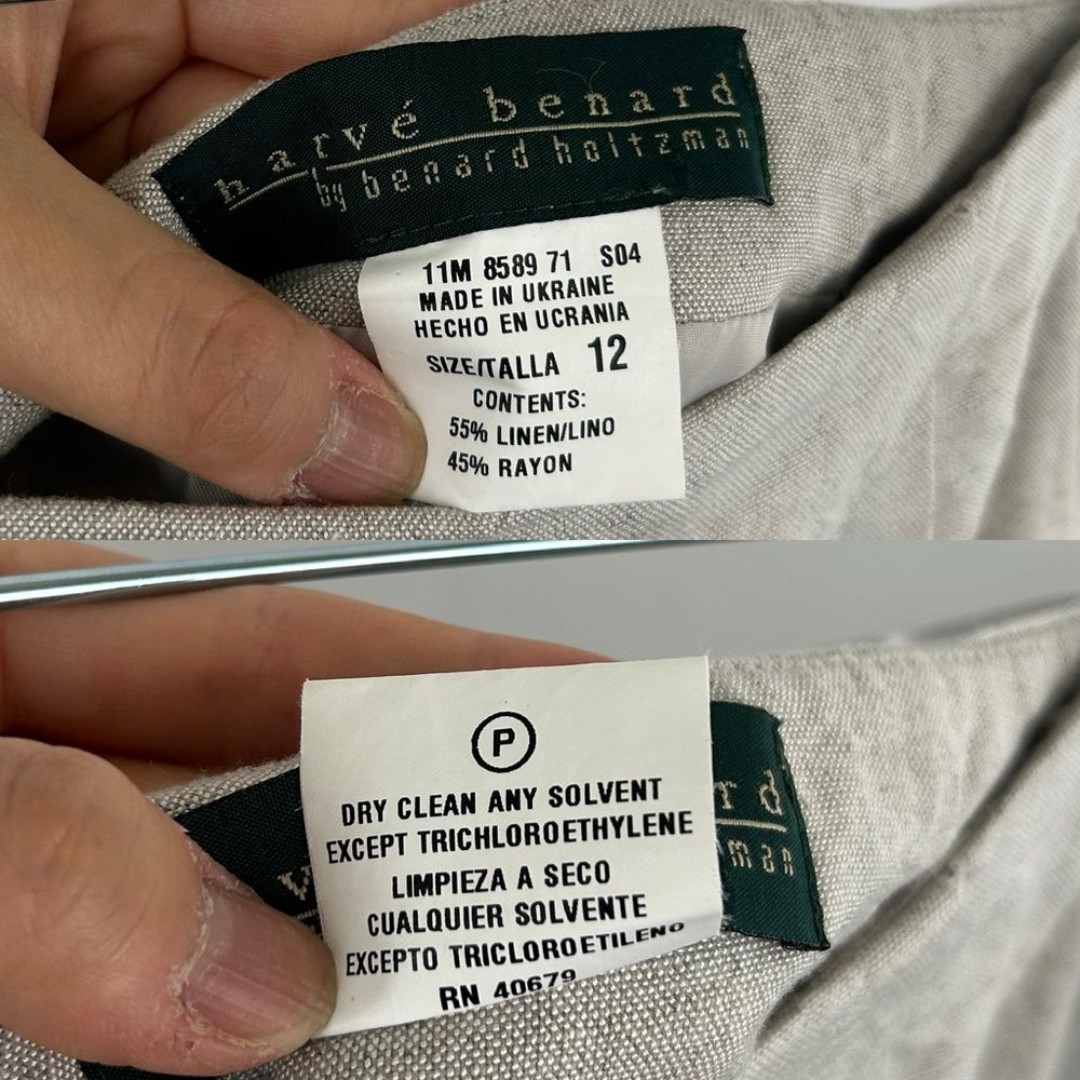 harvé benard
by benard holtzman
11M 8589 71 S04
MADE IN UKRAINE
HECHO EN UCRANIA
SIZE/TALLA 12
CONTENTS:
55% LINEN/LINO
45% RAYON
P
DRY CLEAN ANY SOLVENT
EXCEPT TRICHLOROETHYLENE
LIMPIEZA A SECO
CUALQUIER SOLVENTE
EXCEPTO TRICLOROETILENO
RN 40679
v rd
man